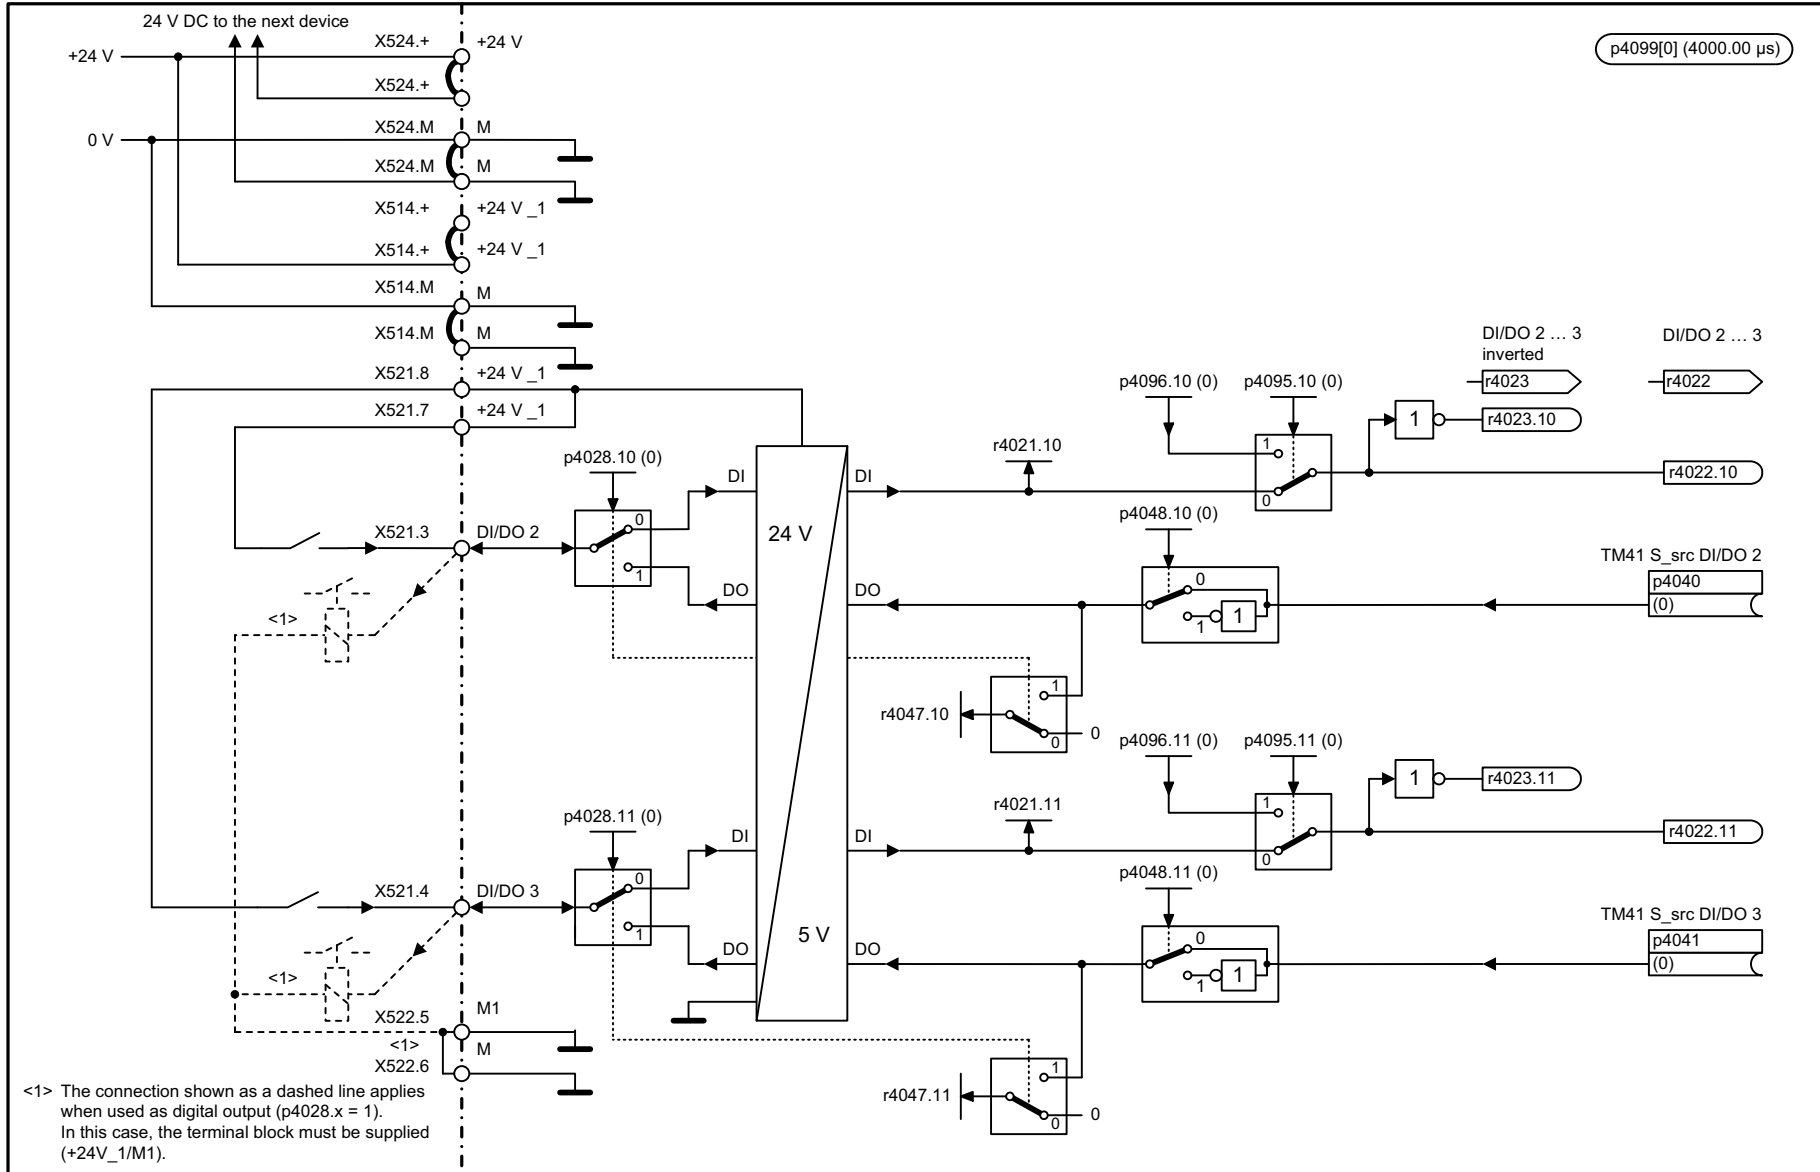 24 V DC to the next device
X524.+
+24 V
p4099[0] (4000.00 µs)
+24 V
X524.+
X524.M
M
0 V
X524.M
M
X514.+
+24 V _1
X514.+
+24 V _1
X514.M
M
X514.M
M
DI/DO 2 … 3
inverted
DI/DO 2 … 3
X521.8
+24 V _1
p4096.10 (0)
p4095.10 (0)
r4023
r4022
X521.7
+24 V _1
1
r4023.10
p4028.10 (0)
r4021.10
1
0
r4022.10
DI
DI
X521.3
DI/DO 2
0
1
24 V
p4048.10 (0)
TM41 S_src DI/DO 2
p4040
(0)
DO
DO
0
1
1
<1>
r4047.10
1
0
0
p4096.11 (0)
p4095.11 (0)
1
r4023.11
p4028.11 (0)
r4021.11
1
0
r4022.11
DI
DI
X521.4
DI/DO 3
0
1
p4048.11 (0)
TM41 S_src DI/DO 3
p4041
(0)
5 V
DO
DO
0
1
1
<1>
X522.5
M1
<1>
M
X522.6
r4047.11
1
0
0
<1> The connection shown as a dashed line applies
when used as digital output (p4028.x = 1).
In this case, the terminal block must be supplied
(+24V_1/M1).